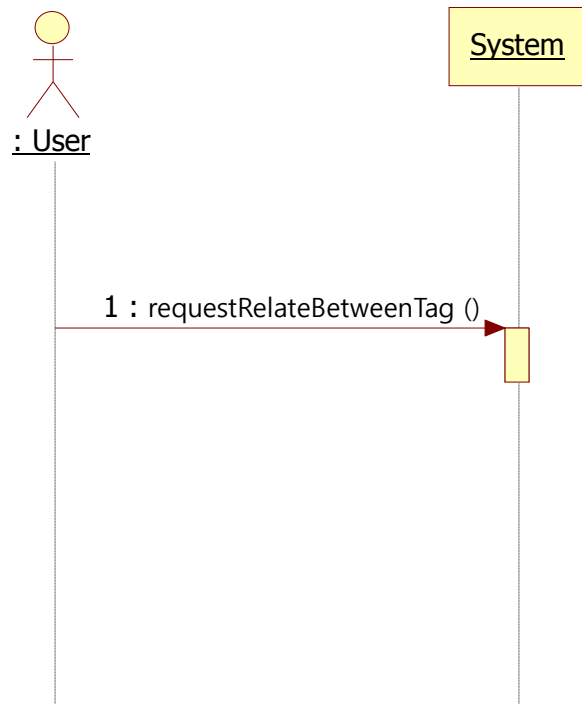 System
: User
1 : requestRelateBetweenTag ()